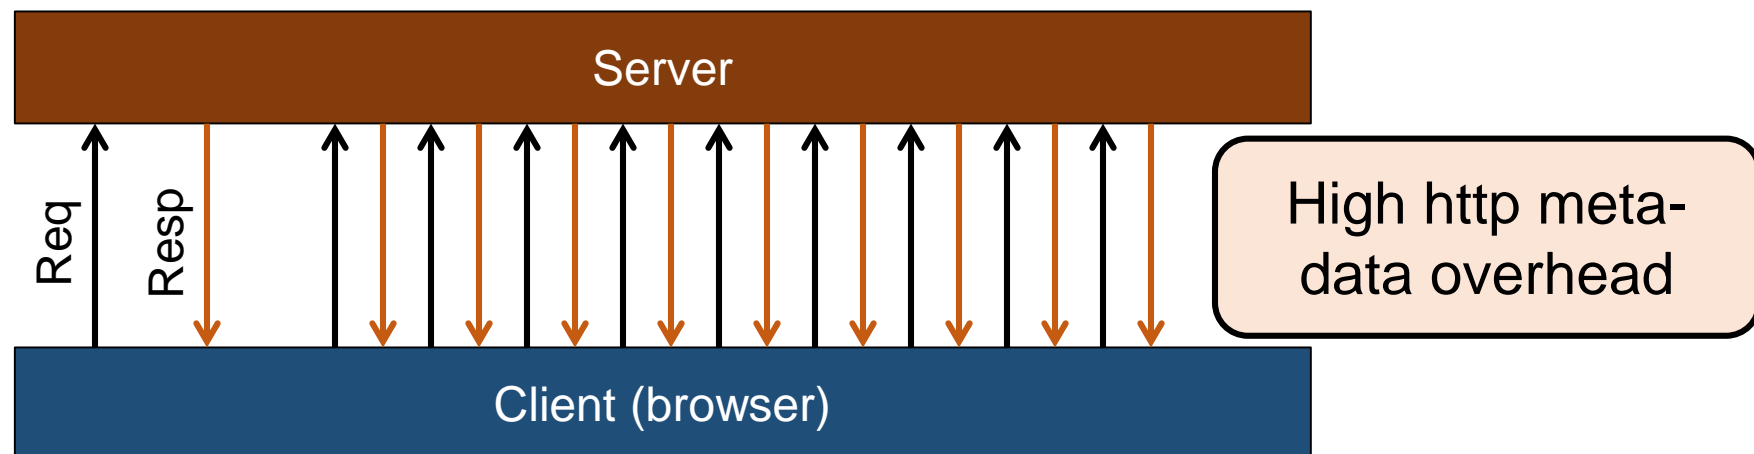 Server
Req
Resp
High http meta-
data overhead
Client (browser)